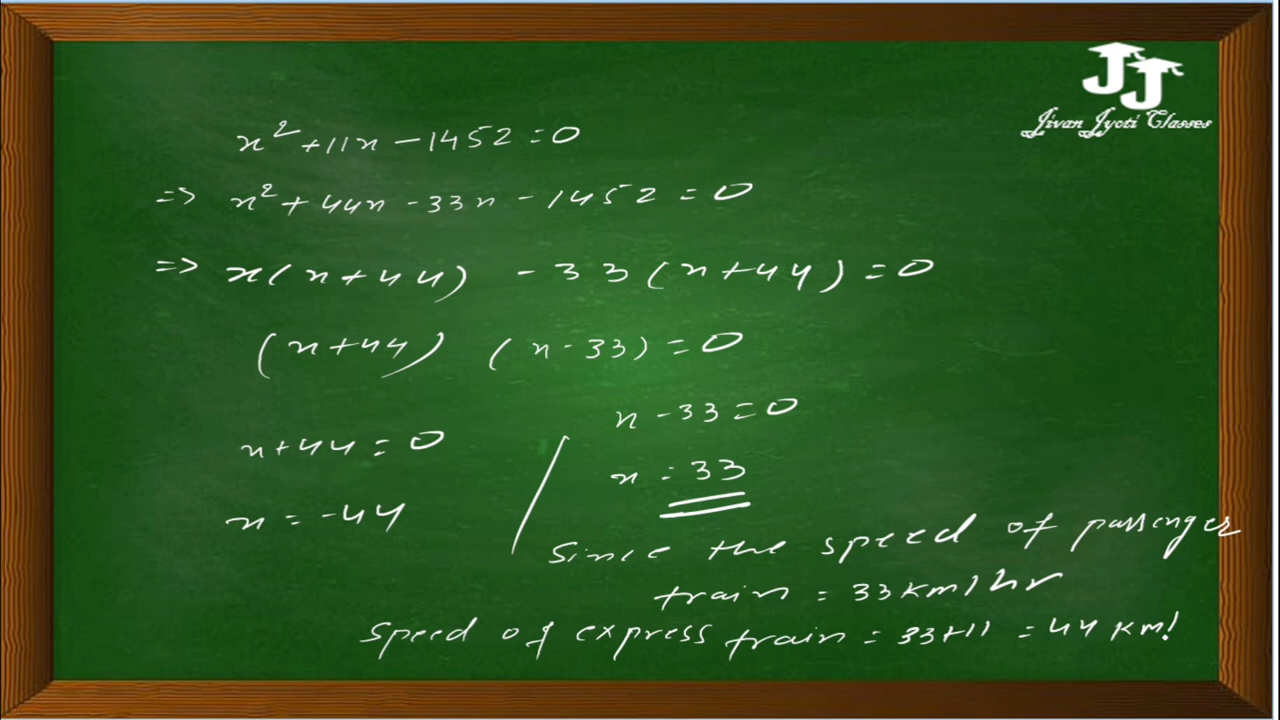 JJ
Jivan Jyoti Classes
x² + 11x - 1452 = 0
=> x² + 44x - 33x - 1452 = 0
=> x(x + 44) - 33(x + 44) = 0
(x + 44) (x - 33) = 0
x + 44 = 0
x = -44
x - 33 = 0
x = 33
Since the speed of passenger
train = 33 km/hr
Speed of express train = 33 + 11 = 44 km/